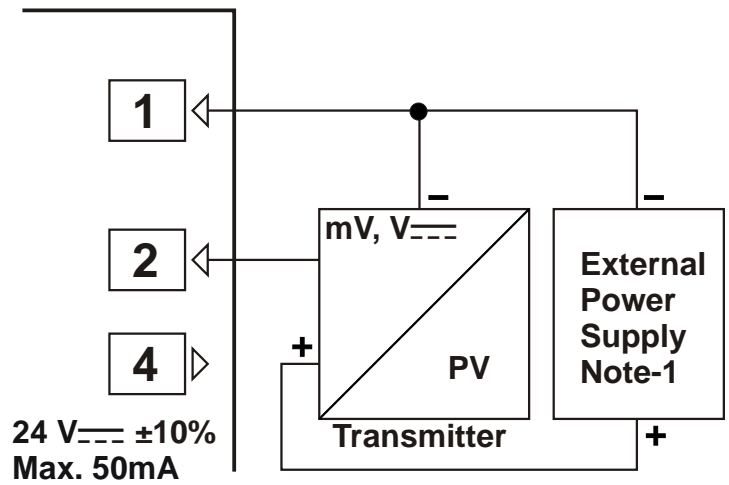 1
2
4
24 V ±10%
Max. 50mA
−
mV, V
+
PV
Transmitter
−
External
Power
Supply
Note-1
+